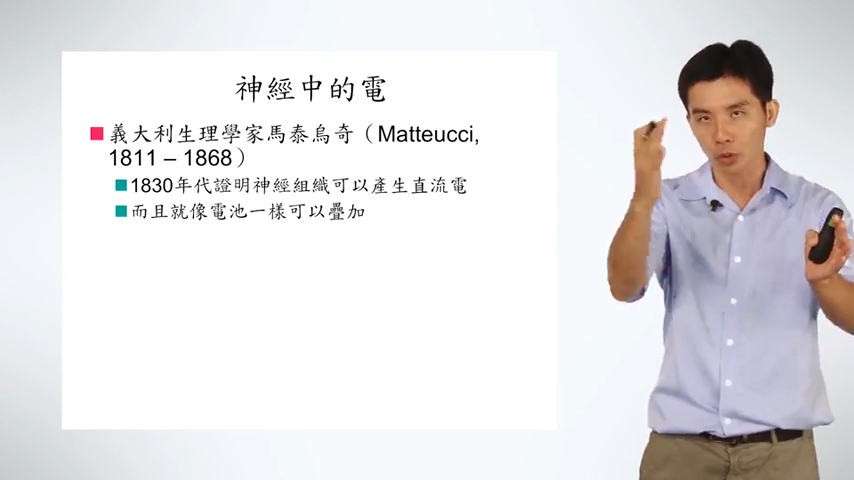 神經中的電
義大利生理學家馬泰烏奇（Matteucci,
1811 – 1868）
1830年代證明神經組織可以產生直流電
而且就像電池一樣可以疊加